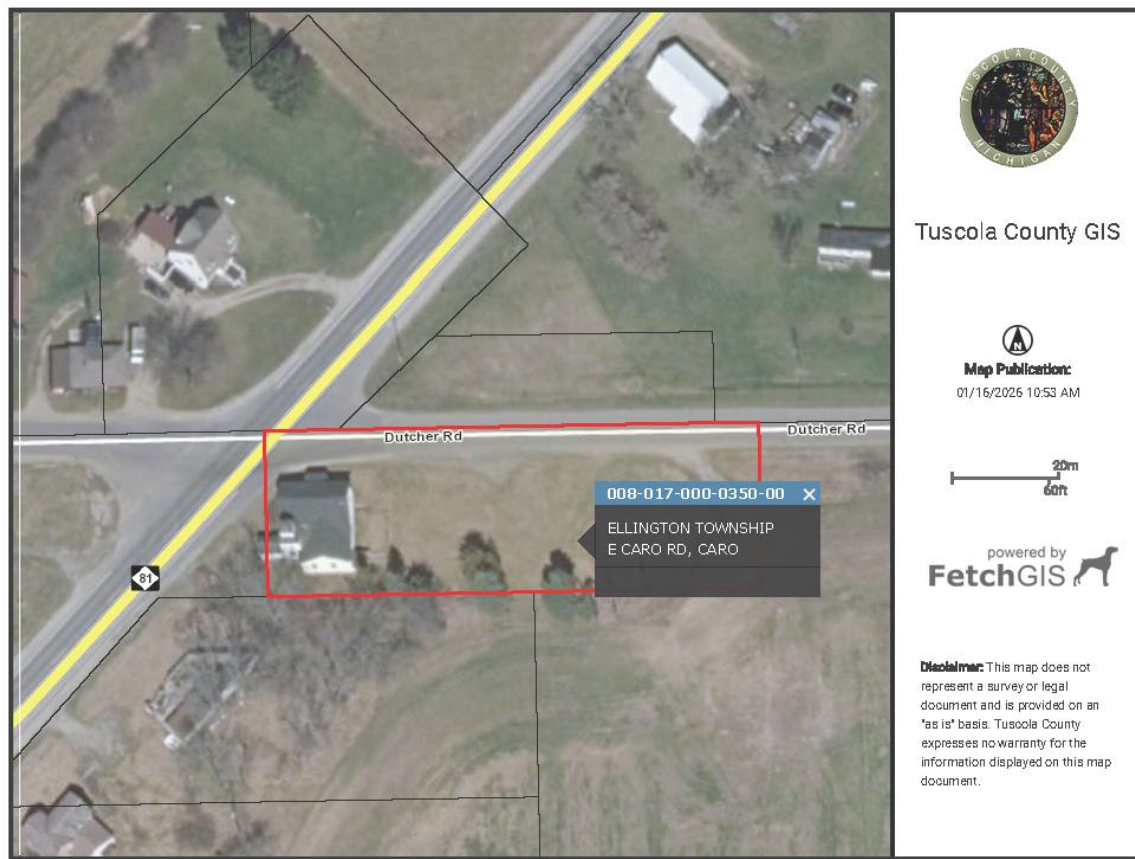 Dutcher Rd
Dutcher Rd
008-017-000-0350-00 ×
ELLINGTON TOWNSHIP
E CARO RD, CARO
81
TUSCOLA COUNTY
MICHIGAN
Tuscola County GIS
N
Map Publication:
01/16/2026 10:53 AM
20m
60ft
powered by
FetchGIS
Disclaimer: This map does not
represent a survey or legal
document and is provided on an
"as is" basis. Tuscola County
expresses no warranty for the
information displayed on this map
document.